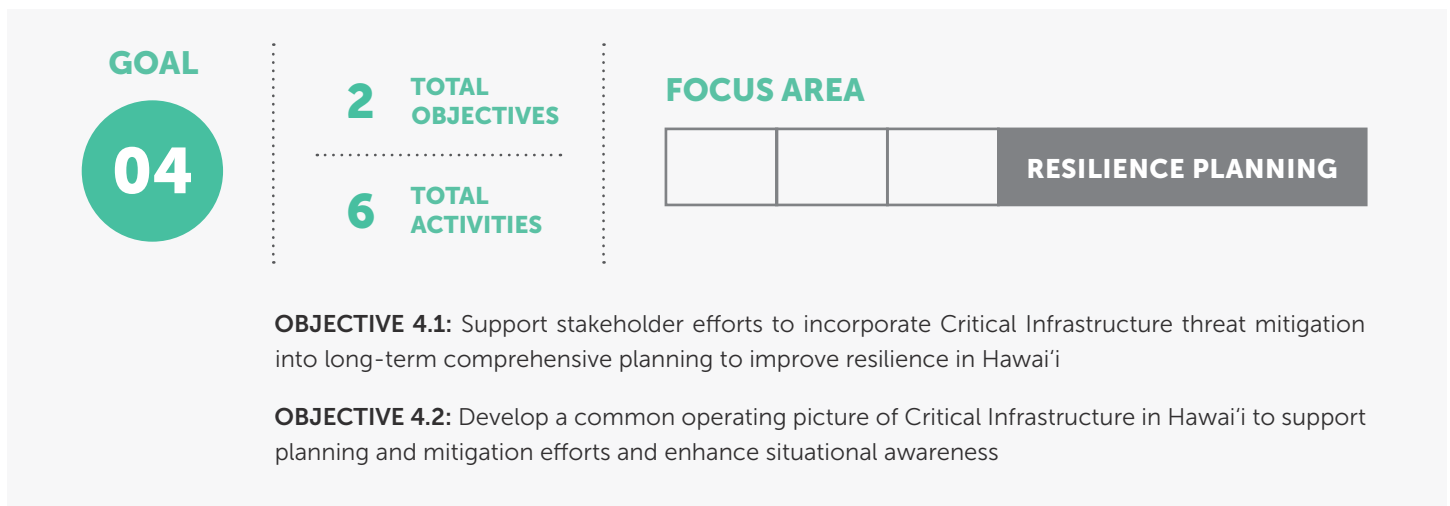 GOAL
04
2
TOTAL
OBJECTIVES
6
TOTAL
ACTIVITIES
FOCUS AREA
RESILIENCE PLANNING
OBJECTIVE 4.1: Support stakeholder efforts to incorporate Critical Infrastructure threat mitigation
into long-term comprehensive planning to improve resilience in Hawai‘i
OBJECTIVE 4.2: Develop a common operating picture of Critical Infrastructure in Hawai‘i to support
planning and mitigation efforts and enhance situational awareness